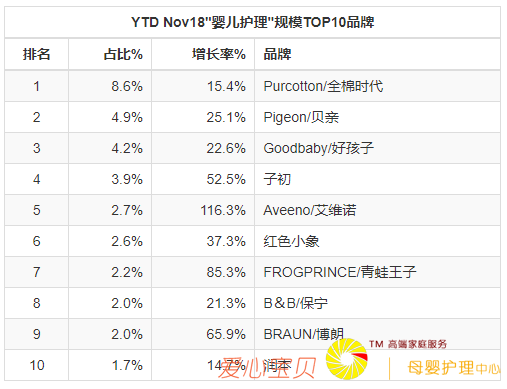 YTD Nov18"婴儿护理"规模TOP10品牌
排名 占比% 增长率% 品牌
1 8.6% 15.4% Purcotton/全棉时代
2 4.9% 25.1% Pigeon/贝亲
3 4.2% 22.6% Goodbaby/好孩子
4 3.9% 52.5% 子初
5 2.7% 116.3% Aveeno/艾维诺
6 2.6% 37.3% 红色小象
7 2.2% 85.3% FROGPRINCE/青蛙王子
8 2.0% 21.3% B＆B/保宁
9 2.0% 65.9% BRAUN/博朗
10 1.7% 14.7% 润本
爱心宝贝
TM 高端家庭服务
母婴护理中心